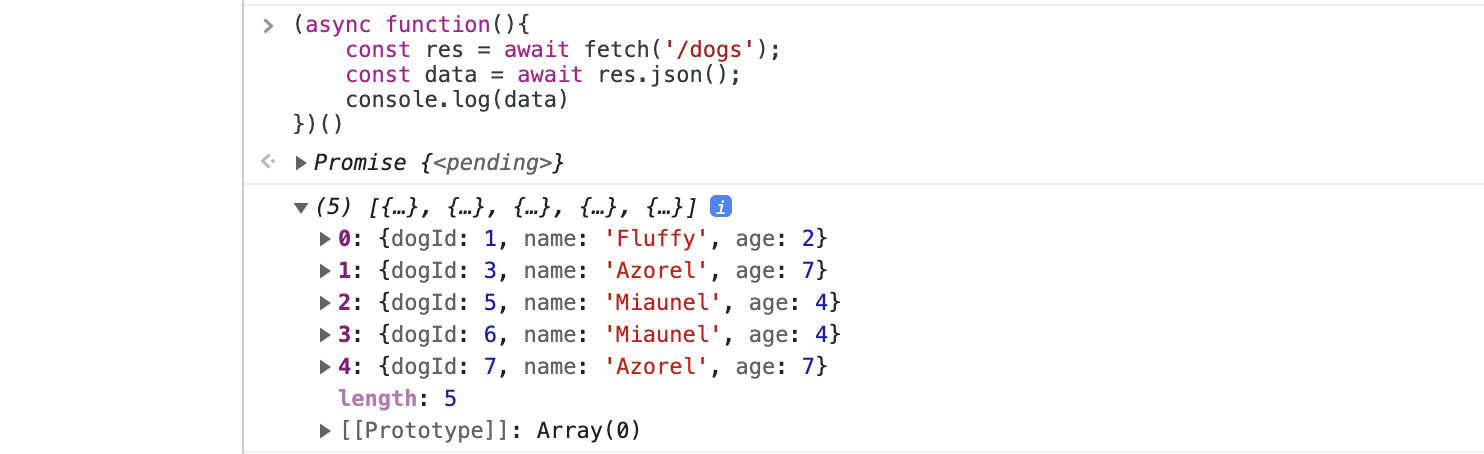 (async function(){
    const res = await fetch('/dogs');
    const data = await res.json();
    console.log(data)
})()
Promise {<pending>}
(5) [{…}, {…}, {…}, {…}, {…}] i
0: {dogId: 1, name: 'Fluffy', age: 2}
1: {dogId: 3, name: 'Azorel', age: 7}
2: {dogId: 5, name: 'Miaunel', age: 4}
3: {dogId: 6, name: 'Miaunel', age: 4}
4: {dogId: 7, name: 'Azorel', age: 7}
length: 5
[[Prototype]]: Array(0)